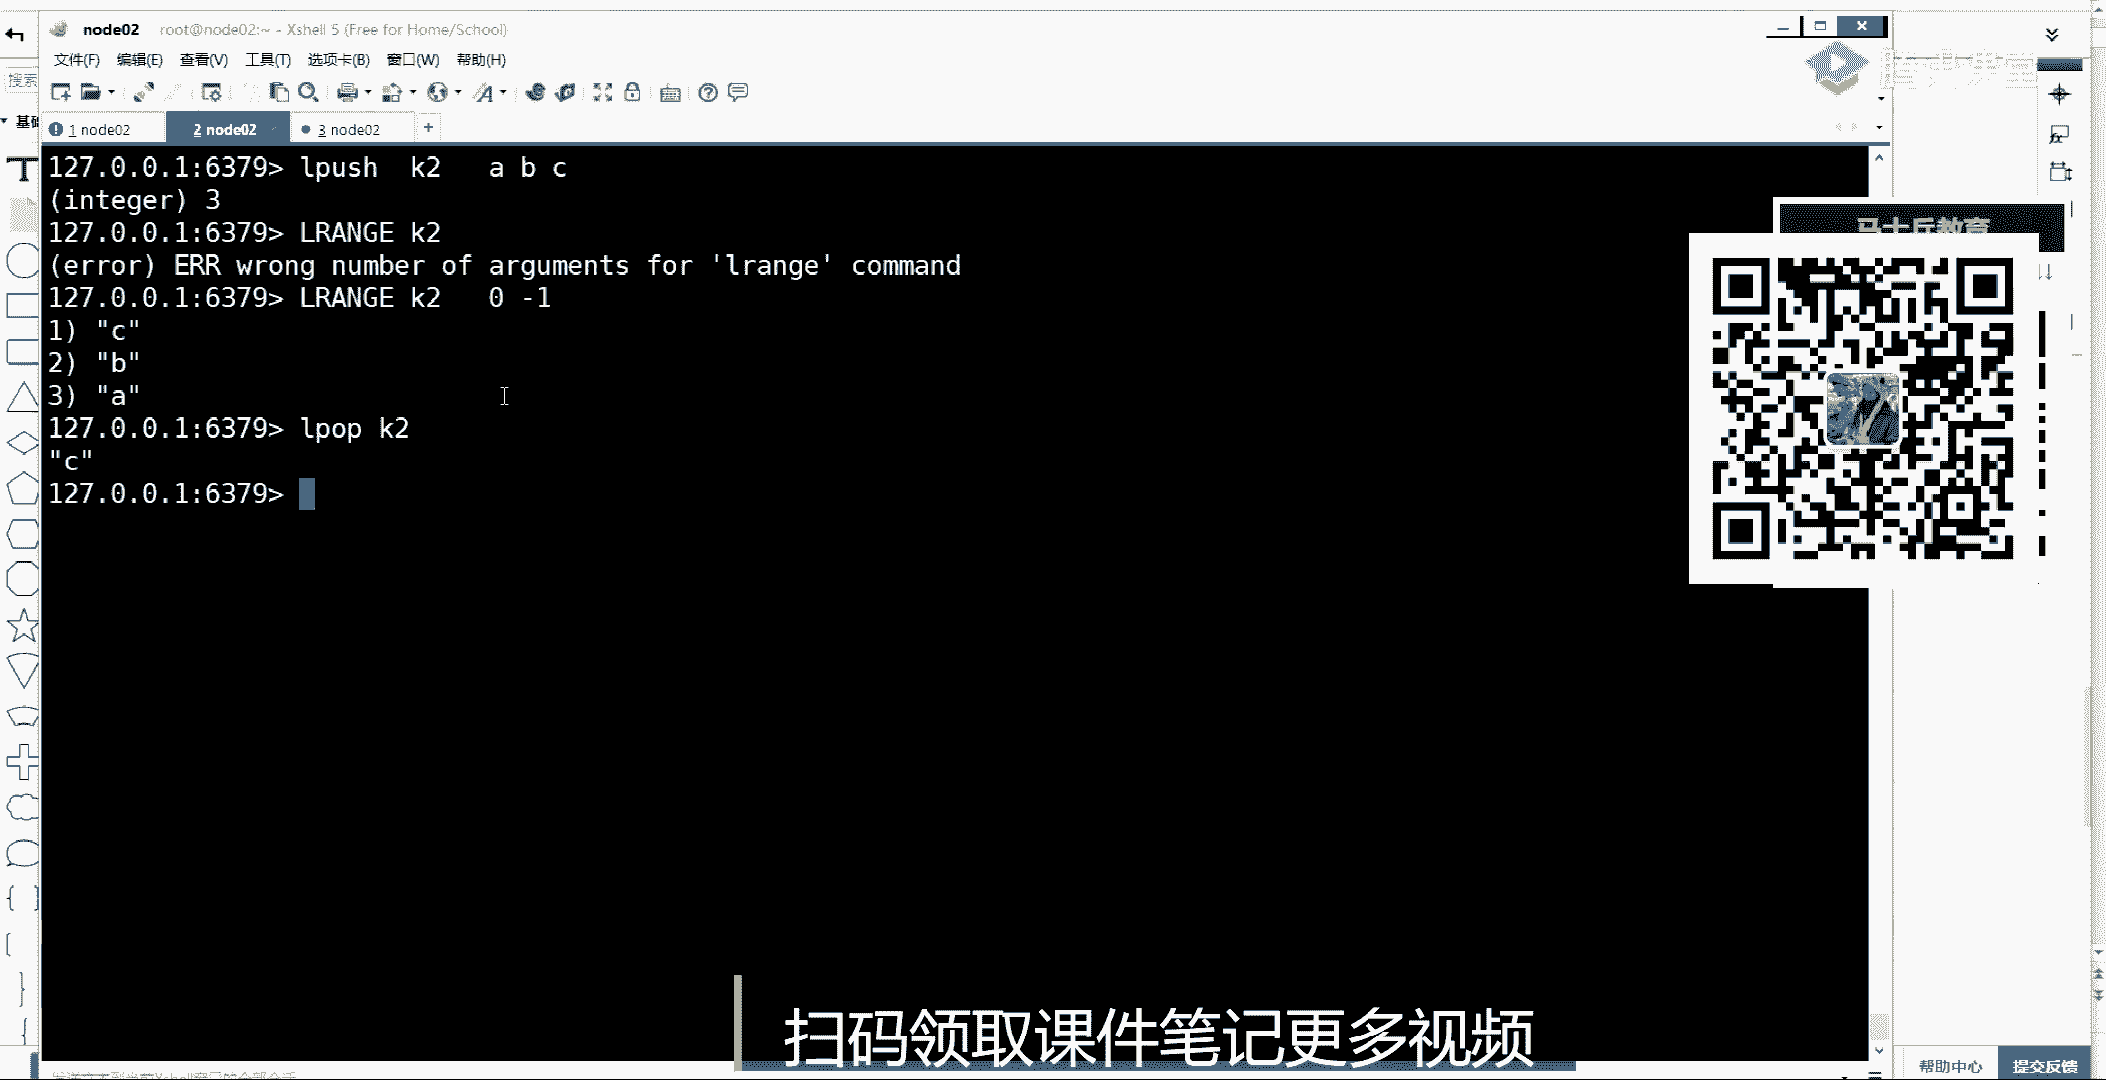 node02 root@node02:~ - Xshell 5 (Free for Home/School)
文件(F) 编辑(E) 查看(V) 工具(T) 选项卡(B) 窗口(W) 帮助(H)
搜索
基础
1 node02 2 node02 3 node02 +
127.0.0.1:6379> lpush  k2   a b c
(integer) 3
127.0.0.1:6379> LRANGE k2
(error) ERR wrong number of arguments for 'lrange' command
127.0.0.1:6379> LRANGE k2   0 -1
1) "c"
2) "b"
3) "a"
127.0.0.1:6379> lpop k2
"c"
127.0.0.1:6379>
马士兵教育
扫码领取课件笔记更多视频
帮助中心 提交反馈